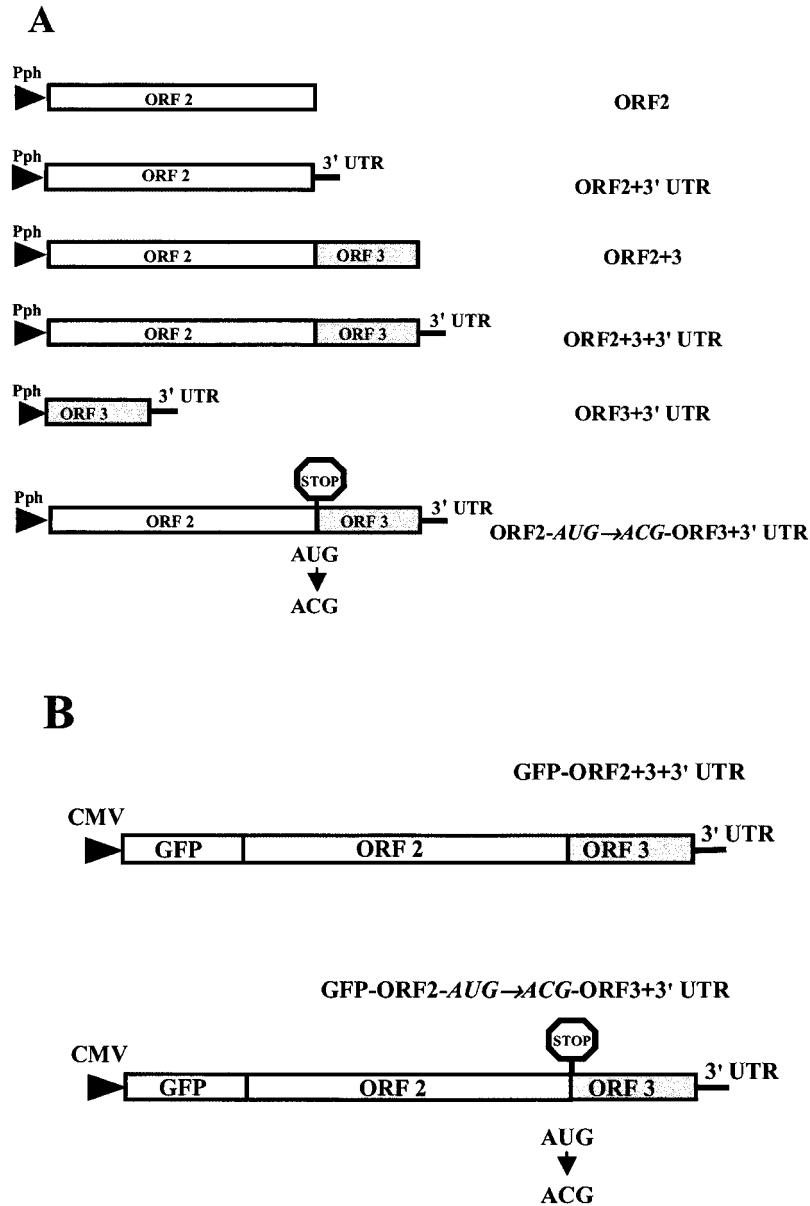 A
Pph
ORF 2
ORF2
Pph
ORF 2
3' UTR
ORF2+3' UTR
Pph
ORF 2
ORF 3
ORF2+3
Pph
ORF 2
ORF 3
3' UTR
ORF2+3+3' UTR
Pph
ORF 3
3' UTR
ORF3+3' UTR
STOP
Pph
ORF 2
ORF 3
3' UTR
ORF2-AUG→ACG-ORF3+3' UTR
AUG
ACG
B
GFP-ORF2+3+3' UTR
CMV
GFP
ORF 2
ORF 3
3' UTR
GFP-ORF2-AUG→ACG-ORF3+3' UTR
STOP
CMV
GFP
ORF 2
ORF 3
3' UTR
AUG
ACG